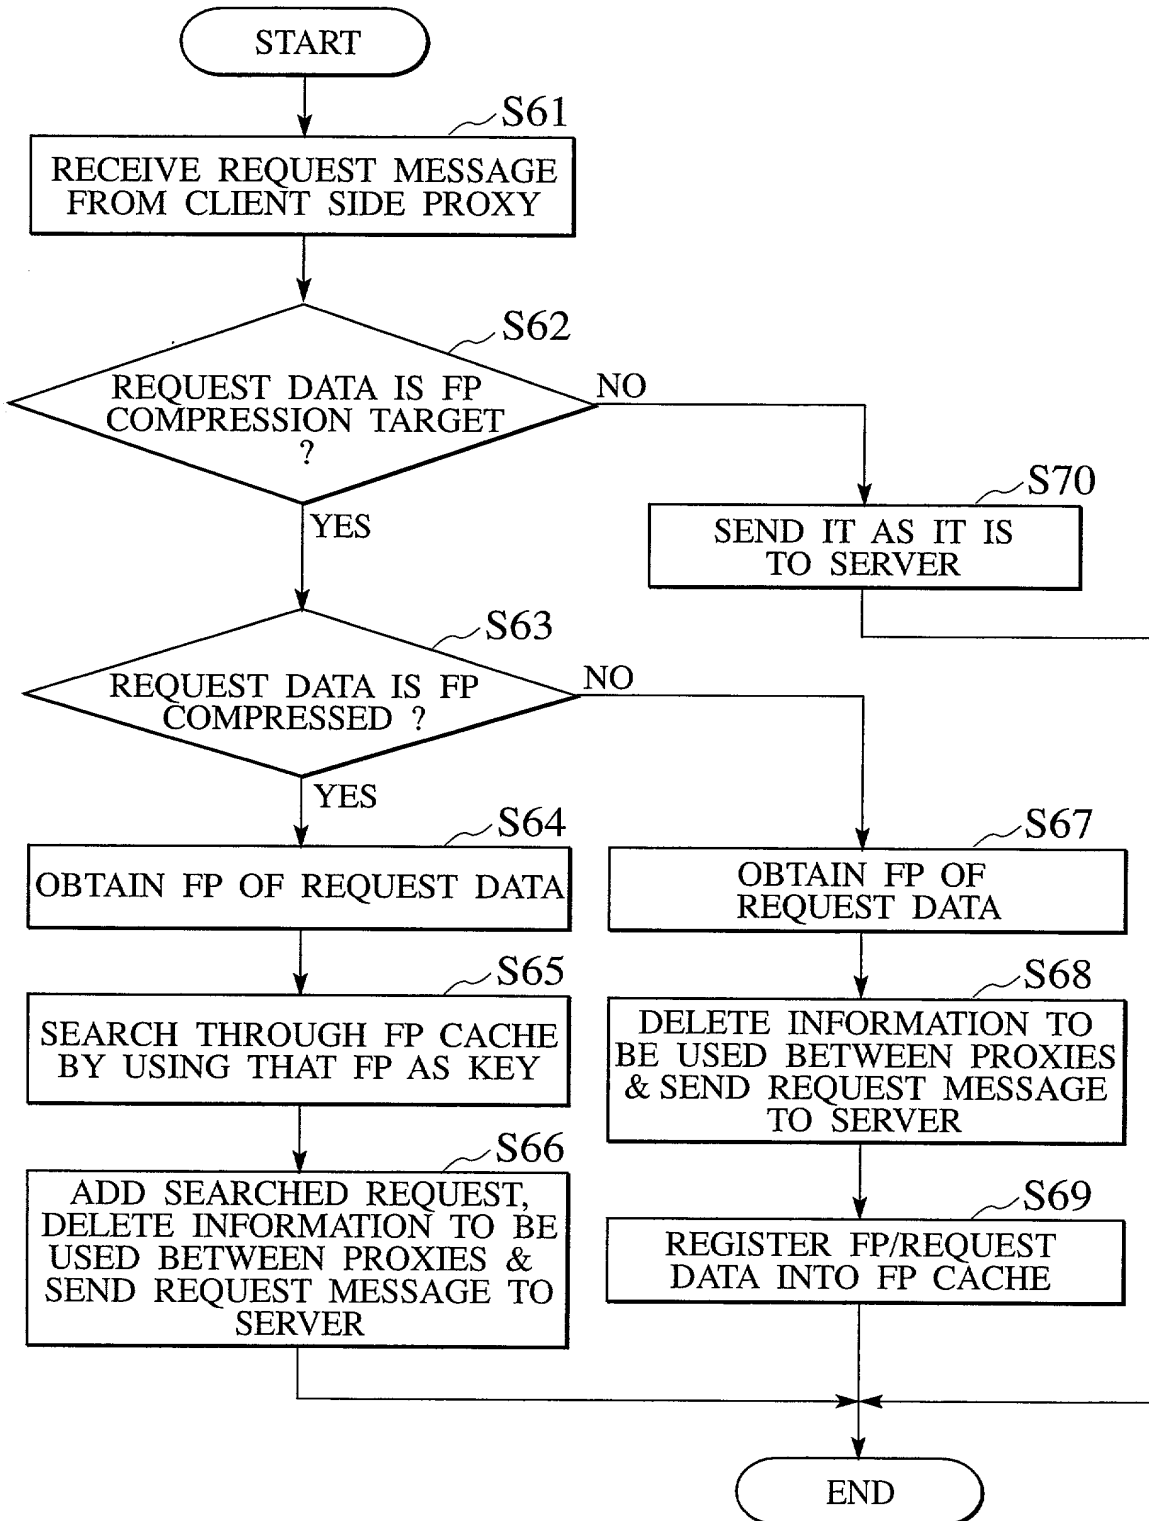 START
S61
RECEIVE REQUEST MESSAGE
FROM CLIENT SIDE PROXY
S62
REQUEST DATA IS FP
COMPRESSION TARGET
?
NO
YES
S70
SEND IT AS IT IS
TO SERVER
S63
REQUEST DATA IS FP
COMPRESSED ?
NO
YES
S64
OBTAIN FP OF REQUEST DATA
S65
SEARCH THROUGH FP CACHE
BY USING THAT FP AS KEY
S66
ADD SEARCHED REQUEST,
DELETE INFORMATION TO BE
USED BETWEEN PROXIES &
SEND REQUEST MESSAGE TO
SERVER
S67
OBTAIN FP OF
REQUEST DATA
S68
DELETE INFORMATION TO
BE USED BETWEEN PROXIES
& SEND REQUEST MESSAGE
TO SERVER
S69
REGISTER FP/REQUEST
DATA INTO FP CACHE
END